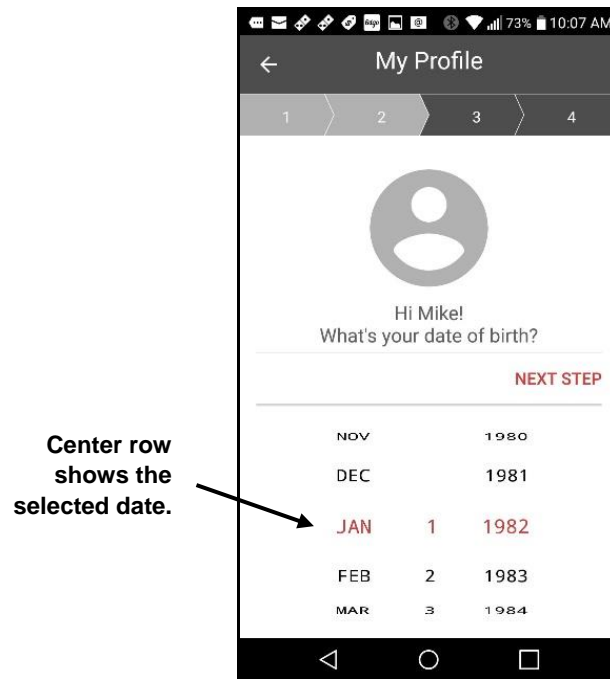 73% 10:07 AM
My Profile
1 2 3 4
Hi Mike!
What's your date of birth?
NEXT STEP
Center row
shows the
selected date.
NOV 1980
DEC 1981
JAN 1 1982
FEB 2 1983
MAR 3 1984